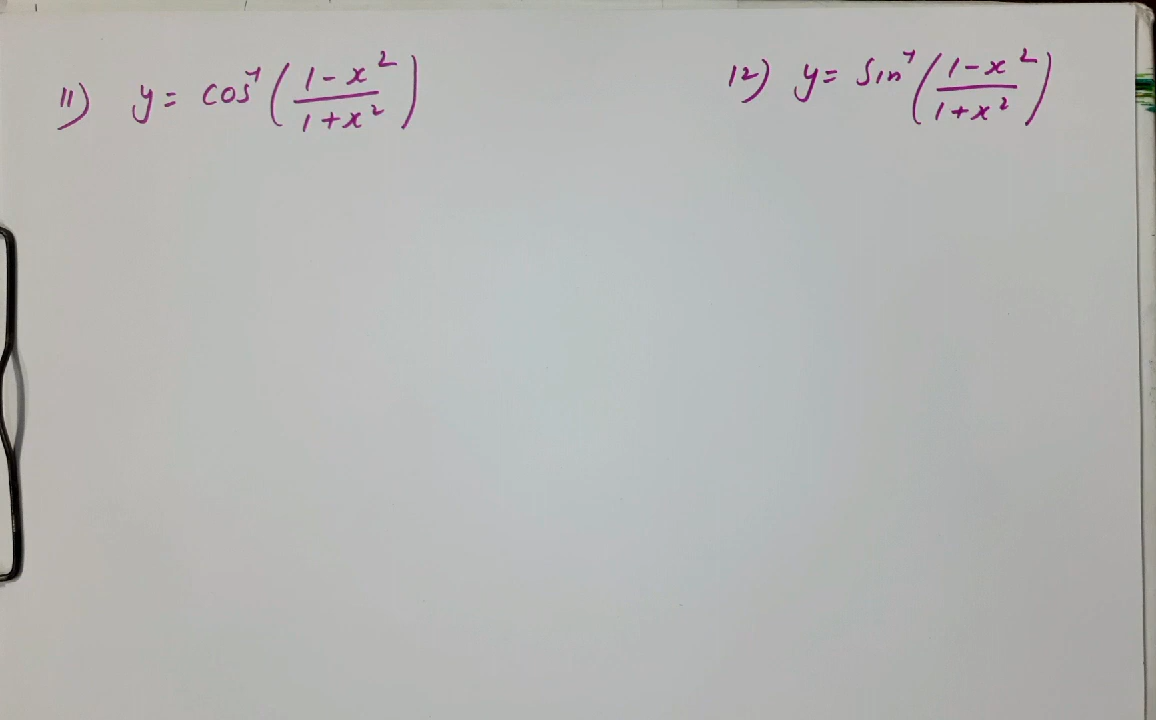 11) y = cos⁻¹ ( (1 - x²) / (1 + x²) )
12) y = sin⁻¹ ( (1 - x²) / (1 + x²) )